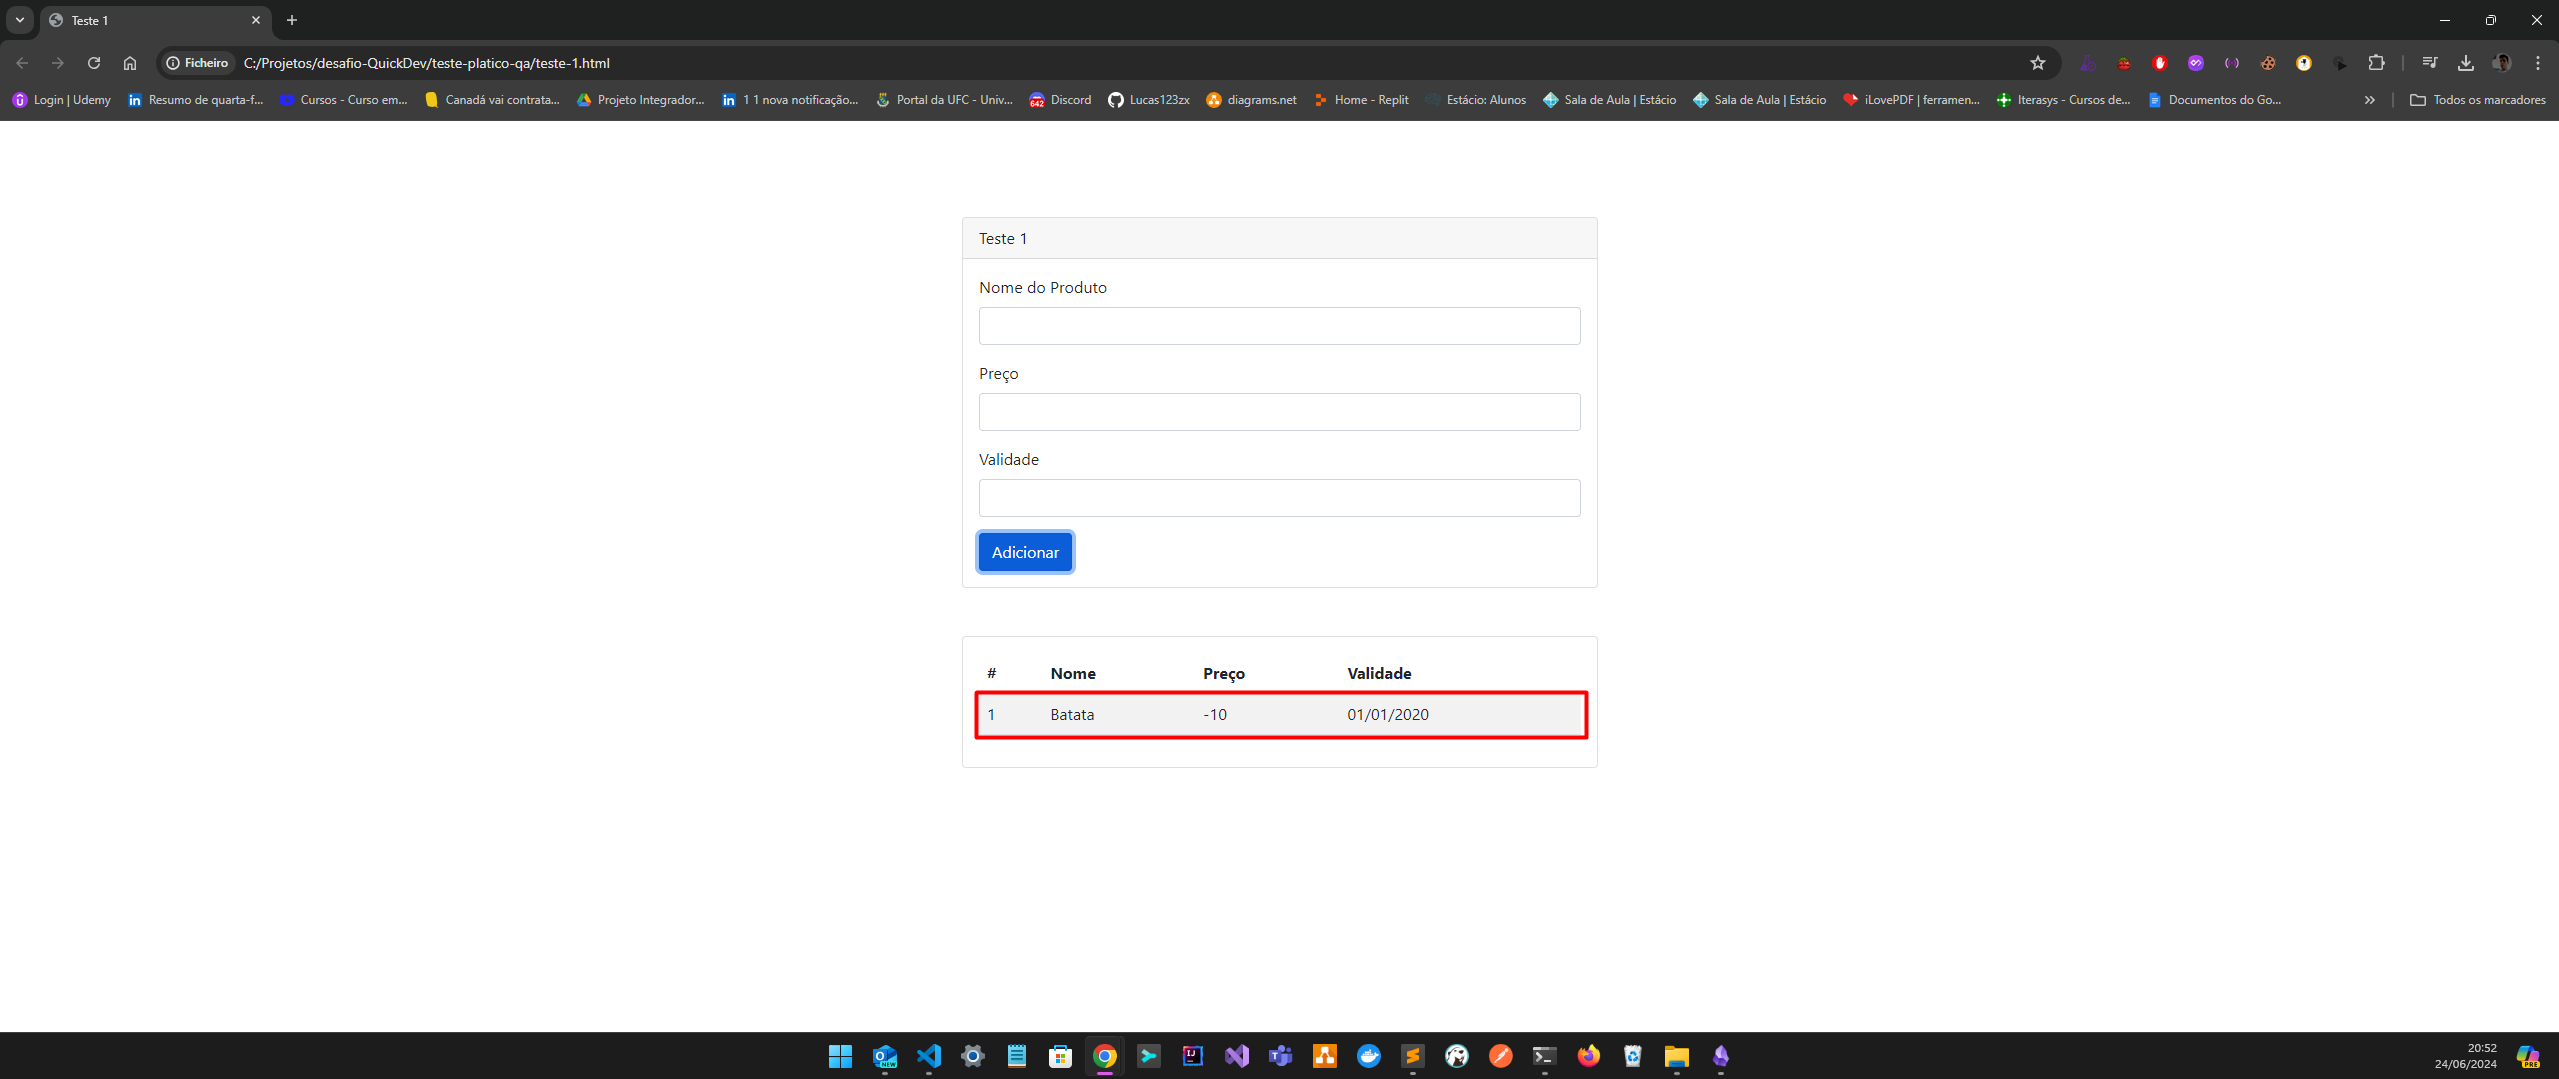 Teste 1
Ficheiro C:/Projetos/desafio-QuickDev/teste-platico-qa/teste-1.html
Login | Udemy Resumo de quarta-f... Cursos - Curso em... Canadá vai contrata... Projeto Integrador... 1 1 nova notificação... Portal da UFC - Univ... 642 Discord Lucas123zx diagrams.net Home - Replit Estácio: Alunos Sala de Aula | Estácio Sala de Aula | Estácio iLovePDF | ferramen... Iterasys - Cursos de... Documentos do Go... Todos os marcadores
Teste 1
Nome do Produto
Preço
Validade
Adicionar
# Nome Preço Validade
1 Batata -10 01/01/2020
20:52
24/06/2024